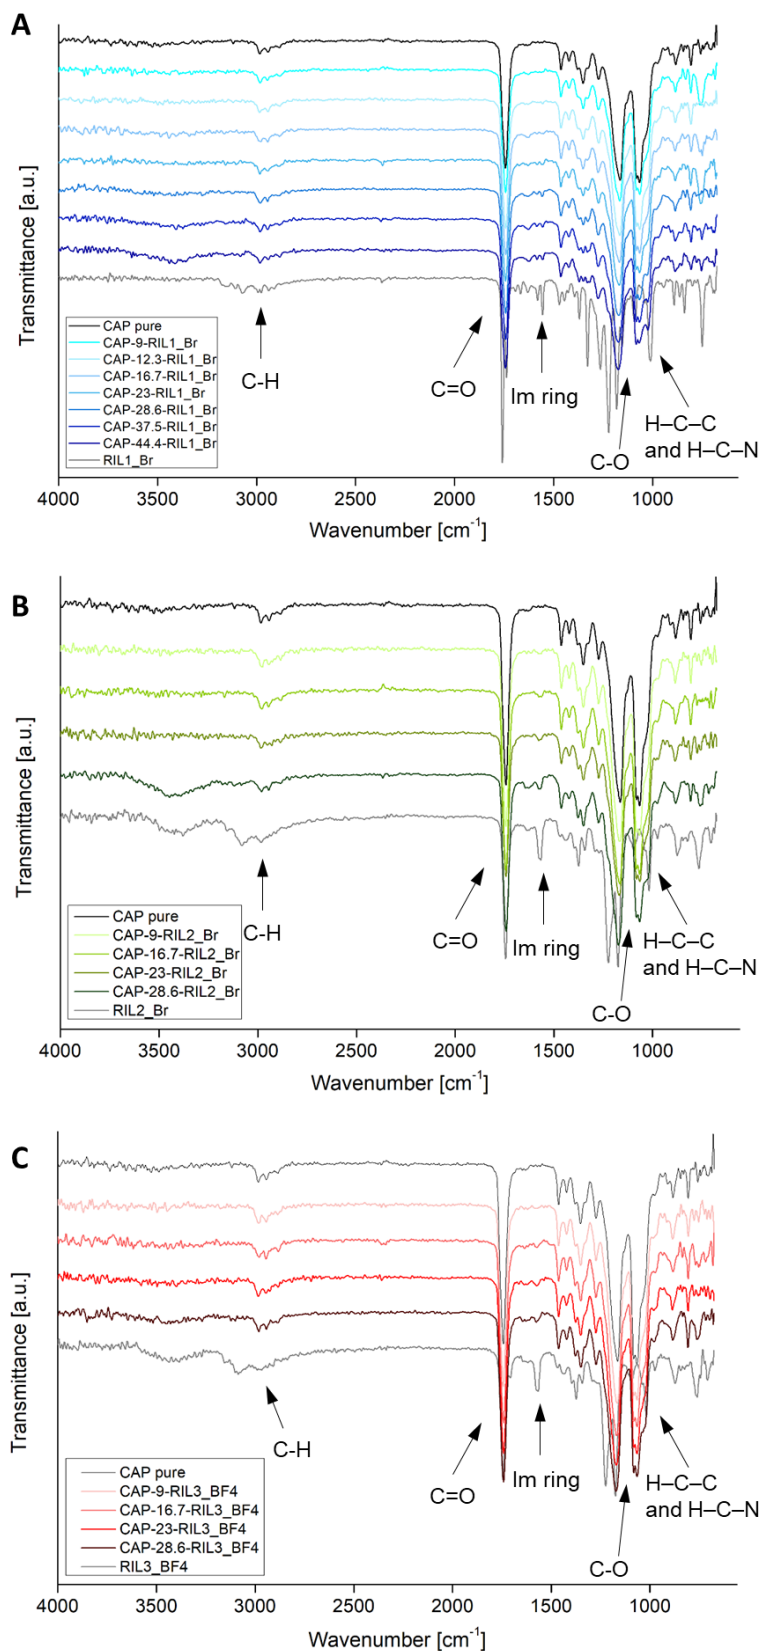 A
Transmittance [a.u.]
CAP pure
CAP-9-RIL1_Br
CAP-12.3-RIL1_Br
CAP-16.7-RIL1_Br
CAP-23-RIL1_Br
CAP-28.6-RIL1_Br
CAP-37.5-RIL1_Br
CAP-44.4-RIL1_Br
RIL1_Br
C-H
C=O
Im ring
C-O
H–C–C
and H–C–N
4000 3500 3000 2500 2000 1500 1000
Wavenumber [cm⁻¹]
B
Transmittance [a.u.]
CAP pure
CAP-9-RIL2_Br
CAP-16.7-RIL2_Br
CAP-23-RIL2_Br
CAP-28.6-RIL2_Br
RIL2_Br
C-H
C=O
Im ring
C-O
H–C–C
and H–C–N
4000 3500 3000 2500 2000 1500 1000
Wavenumber [cm⁻¹]
C
Transmittance [a.u.]
CAP pure
CAP-9-RIL3_BF4
CAP-16.7-RIL3_BF4
CAP-23-RIL3_BF4
CAP-28.6-RIL3_BF4
RIL3_BF4
C-H
C=O
Im ring
C-O
H–C–C
and H–C–N
4000 3500 3000 2500 2000 1500 1000
Wavenumber [cm⁻¹]